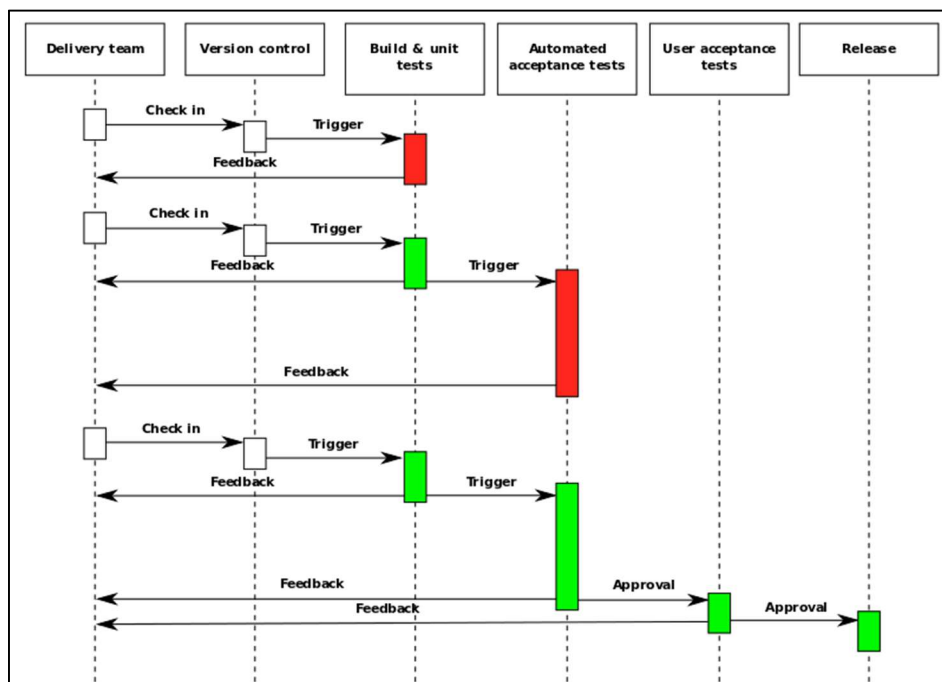 Delivery team
Version control
Build & unit
tests
Automated
acceptance tests
User acceptance
tests
Release
Check in
Trigger
Feedback
Check in
Trigger
Feedback
Trigger
Feedback
Check in
Trigger
Feedback
Trigger
Feedback
Approval
Feedback
Approval